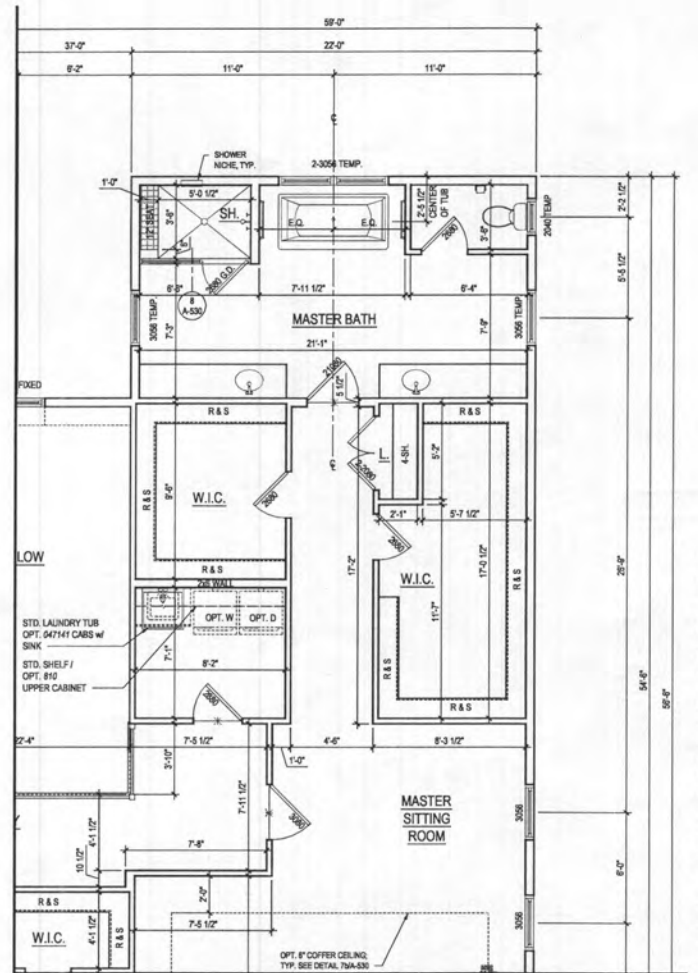 59'-0"
37'-0"
22'-0"
6'-2"
11'-0"
11'-0"
SHOWER
NICHE, TYP.
2-3056 TEMP.
1'-0"
5'-0 1/2"
SH.
12" SEAT
3'-6"
2'-5 1/2"
CENTER
OF TUB
3'-6"
2680
2040 TEMP
2'-2 1/2"
E.Q.
E.Q.
2680 G.D.
8
A-530
7'-11 1/2"
6'-4"
5'-5 1/2"
3056 TEMP.
7'-3"
MASTER BATH
7'-9"
3056 TEMP
21'-1"
21080
5 1/2"
FIXED
R & S
R & S
R & S
9'-6"
W.I.C.
2680
R & S
2-2080
L.
4-SH.
5'-2"
2'-1"
5'-7 1/2"
2680
W.I.C.
17'-2"
11'-7"
17'-0 1/2"
R & S
R & S
R & S
26'-9"
54'-6"
LOW
2x6 WALL
OPT. W
OPT. D
STD. LAUNDRY TUB
OPT. 047141 CABS w/
SINK
STD. SHELF /
OPT. 810
UPPER CABINET
7'-1"
8'-2"
2680
22'-4"
7'-5 1/2"
4'-6"
8'-3 1/2"
1'-0"
3'-10"
7'-11 1/2"
3080
MASTER
SITTING
ROOM
3056
4'-1 1/2"
10 1/2"
7'-8"
6'-0"
2'-0"
7'-5 1/2"
R & S
W.I.C.
R & S
4'-1 1/2"
3056
OPT. 8" COFFER CEILING;
TYP. SEE DETAIL 7b/A-530